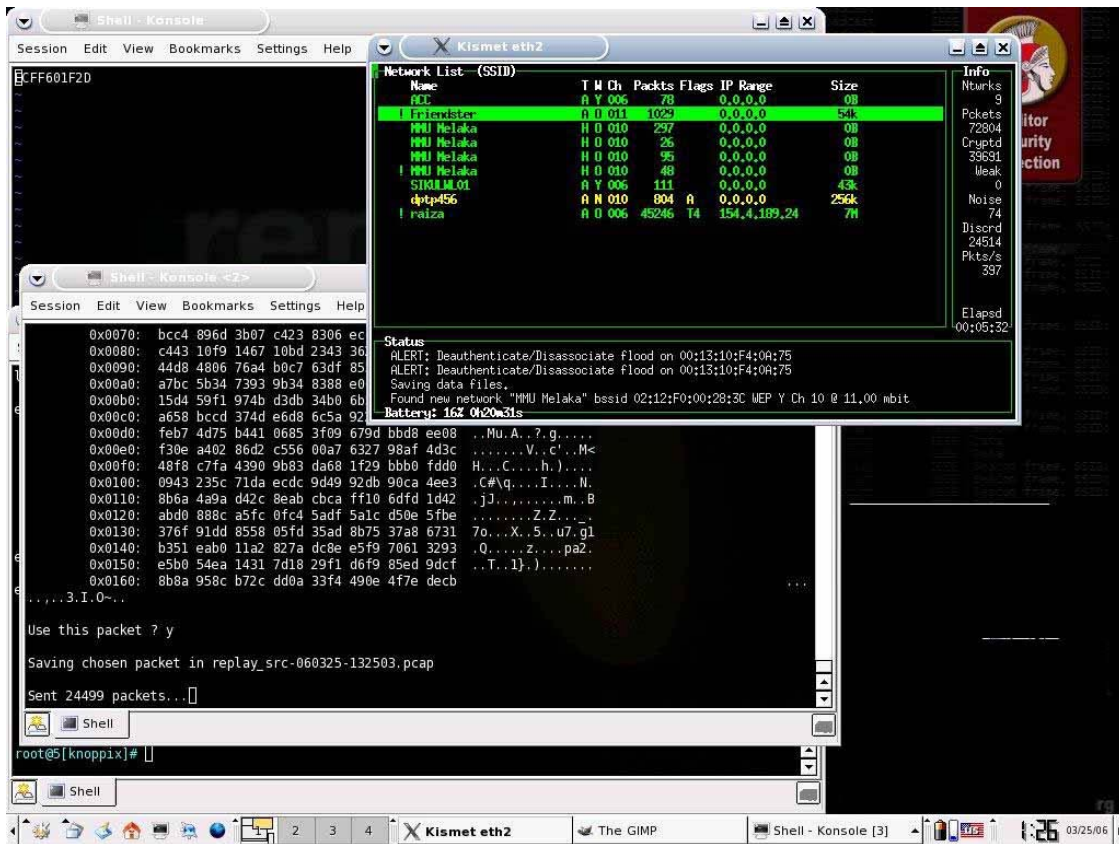 Shell - Konsole
Session Edit View Bookmarks Settings Help
ECFF601F2D
Kismet eth2
Network List (SSID)
Name T W Ch Packts Flags IP Range Size
ACC A Y 006 78 0.0.0.0 0B
! Friendster A O 011 1029 0.0.0.0 54k
MMU Melaka H O 010 297 0.0.0.0 0B
MMU Melaka H O 010 26 0.0.0.0 0B
MMU Melaka H O 010 95 0.0.0.0 0B
! MMU Melaka H O 010 48 0.0.0.0 0B
A Y 006 111 0.0.0.0 43k
dptp456 A N 010 804 A 0.0.0.0 256k
! raiza A O 006 45246 T4 154.4.189.24 7M
Info
Ntwrks
9
Pckets
72804
Cryptd
39691
Weak
0
Noise
74
Discrd
24514
Pkts/s
397
Elapsd
00:05:32
Status
ALERT: Deauthenticate/Disassociate flood on 00:13:10:F4:0A:75
ALERT: Deauthenticate/Disassociate flood on 00:13:10:F4:0A:75
Saving data files.
Found new network "MMU Melaka" bssid 02:12:F0:00:28:3C WEP Y Ch 10 @ 11.00 mbit
Battery: 16% 0h20m31s
itor
urity
ection
Shell - Konsole <2>
Session Edit View Bookmarks Settings Help
0x0070: bcc4 896d 3b07 c423 8306 ec
0x0080: c443 10f9 1467 10bd 2343 362
0x0090: 44d8 4806 76a4 b0c7 63df 85
0x00a0: a7bc 5b34 7393 9b34 8388 e0
0x00b0: 15d4 59f1 974b d3db 34b0 6b
0x00c0: a658 bccd 374d e6d8 6c5a 92
0x00d0: feb7 4d75 b441 0685 3f09 679d bbd8 ee08 ..Mu.A..?.g.....
0x00e0: f30e a402 86d2 c556 00a7 6327 98af 4d3c .......V..c'..M<
0x00f0: 48f8 c7fa 4390 9b83 da68 1f29 bbb0 fdd0 H...C....h.)....
0x0100: 0943 235c 71da ecdc 9d49 92db 90ca 4ee3 .C#\q....I....N.
0x0110: 8b6a 4a9a d42c 8eab cbca ff10 6dfd 1d42 .jJ..,......m..B
0x0120: abd0 888c a5fc 0fc4 5adf 5a1c d50e 5fbe ........Z.Z..._.
0x0130: 376f 91dd 8558 05fd 35ad 8b75 37a8 6731 7o...X..5..u7.g1
0x0140: b351 eab0 11a2 827a dc8e e5f9 7061 3293 .Q.....z....pa2.
0x0150: e5b0 54ea 1431 7d18 29f1 d6f9 85ed 9dcf ..T..1}.).......
0x0160: 8b8a 958c b72c dd0a 33f4 490e 4f7e decb ...
..,..3.I.O~..
Use this packet ? y
Saving chosen packet in replay_src-060325-132503.pcap
Sent 24499 packets...
Shell
root@5[knoppix]#
Shell
2 3 4 Kismet eth2 The GIMP Shell - Konsole [3] 1:26 03/25/06